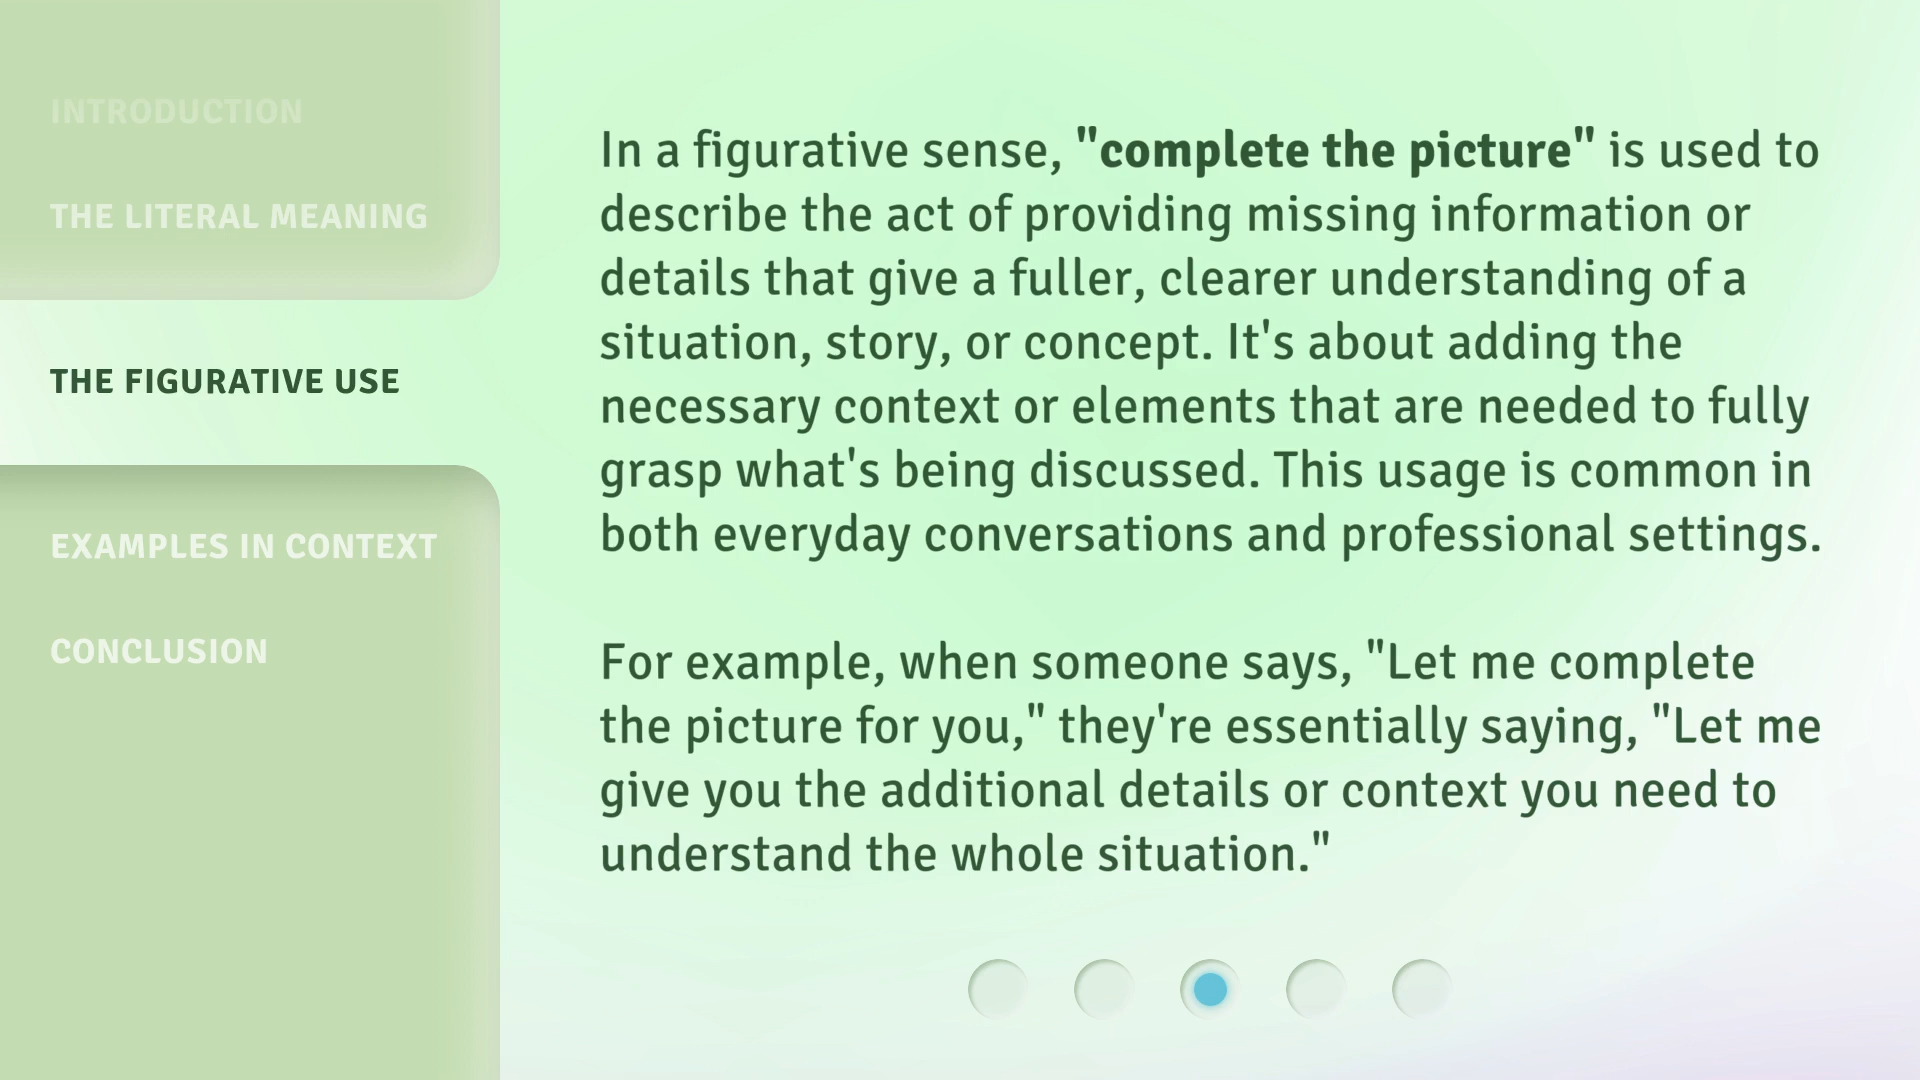 INTRODUCTION
THE LITERAL MEANING
THE FIGURATIVE USE
EXAMPLES IN CONTEXT
CONCLUSION
In a figurative sense, "complete the picture" is used to
describe the act of providing missing information or
details that give a fuller, clearer understanding of a
situation, story, or concept. It's about adding the
necessary context or elements that are needed to fully
grasp what's being discussed. This usage is common in
both everyday conversations and professional settings.
For example, when someone says, "Let me complete
the picture for you," they're essentially saying, "Let me
give you the additional details or context you need to
understand the whole situation."